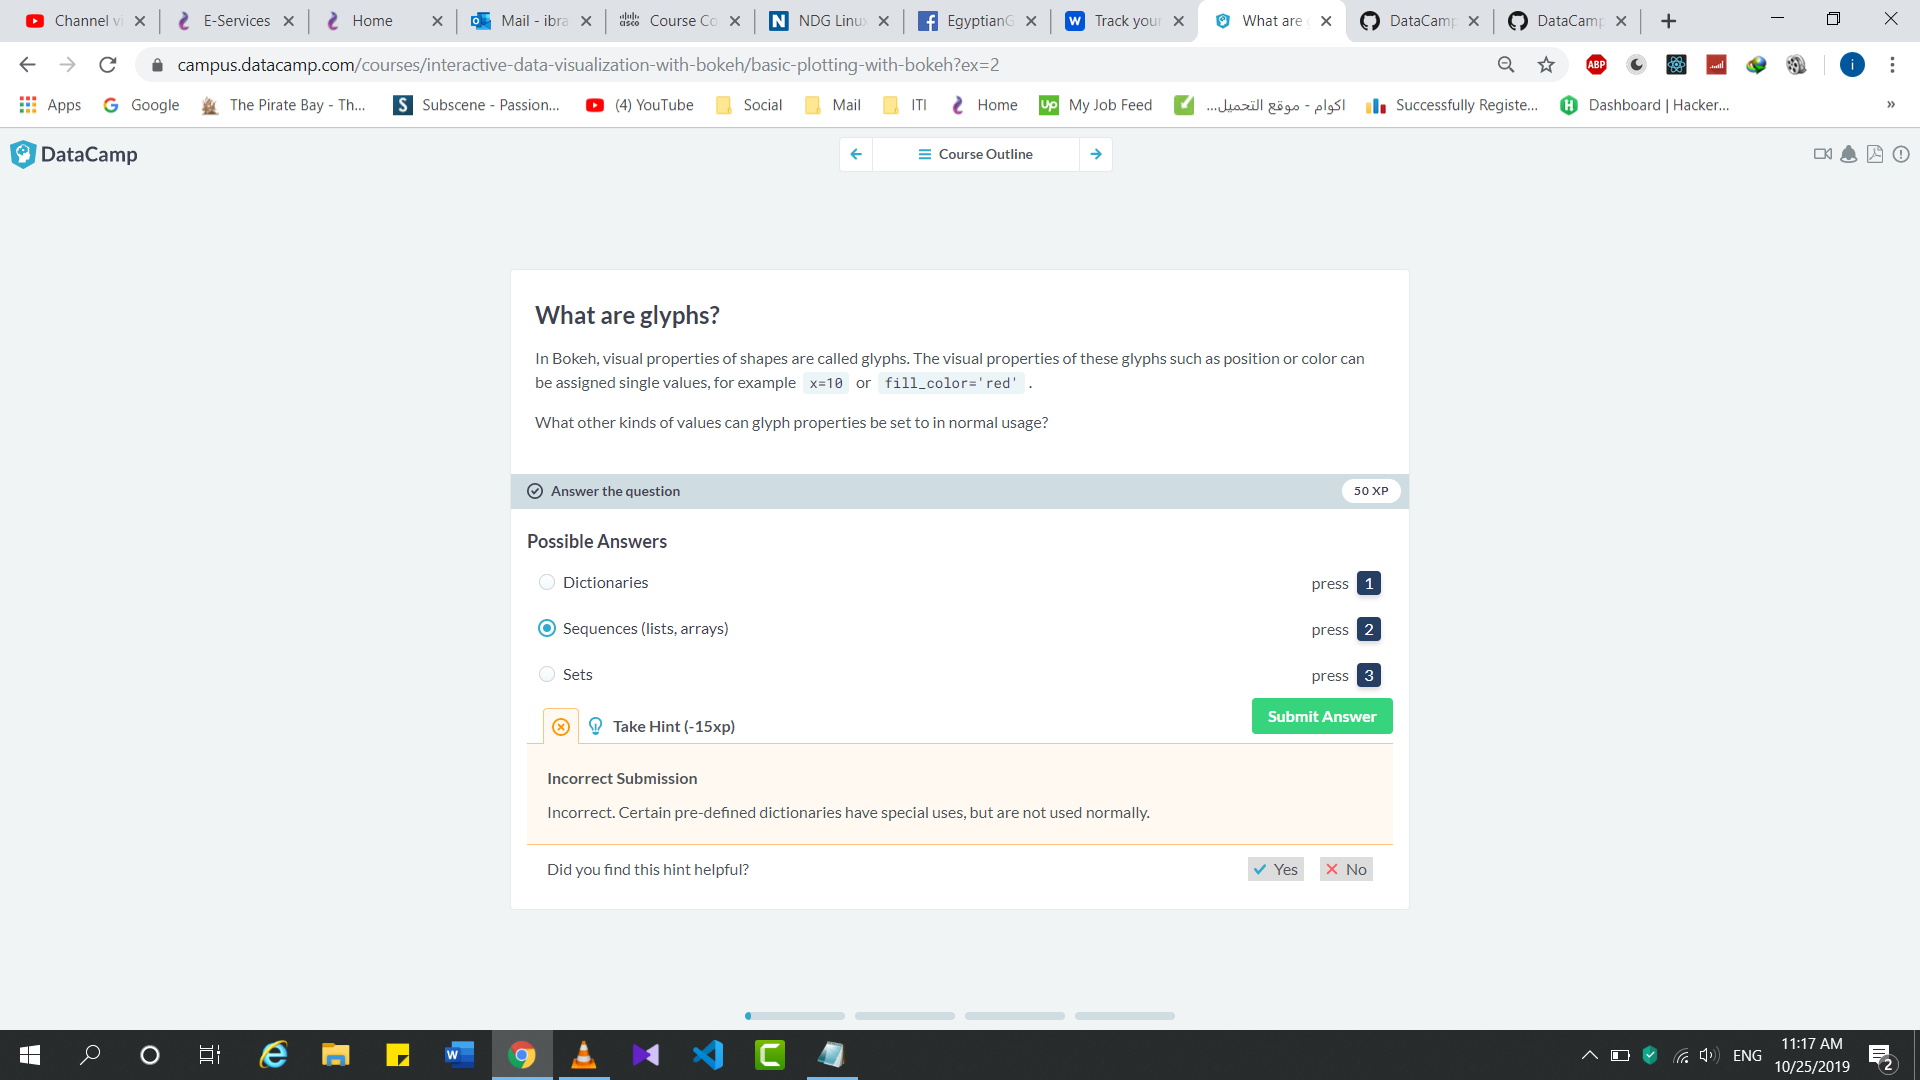 Channel v
E-Services
Home
Mail - ibra
Course Co
NDG Linu
EgyptianG
Track your
What are
DataCamp
DataCamp
campus.datacamp.com/courses/interactive-data-visualization-with-bokeh/basic-plotting-with-bokeh?ex=2
ABP
i
Apps
Google
The Pirate Bay - Th...
Subscene - Passion...
(4) YouTube
Social
Mail
ITI
Home
My Job Feed
اكوام - موقع التحميل...
Successfully Registe...
Dashboard | Hacker...
»
DataCamp
Course Outline
What are glyphs?
In Bokeh, visual properties of shapes are called glyphs. The visual properties of these glyphs such as position or color can
be assigned single values, for example x=10 or fill_color='red' .
What other kinds of values can glyph properties be set to in normal usage?
Answer the question
50 XP
Possible Answers
Dictionaries
press 1
Sequences (lists, arrays)
press 2
Sets
press 3
Take Hint (-15xp)
Submit Answer
Incorrect Submission
Incorrect. Certain pre-defined dictionaries have special uses, but are not used normally.
Did you find this hint helpful?
Yes
No
ENG
11:17 AM
10/25/2019
2